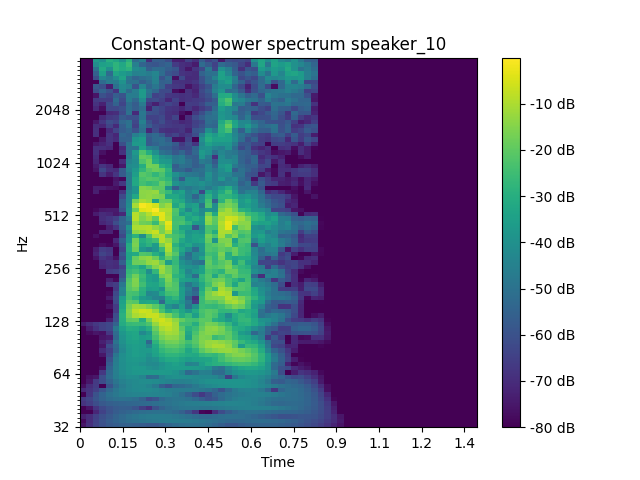 Constant-Q power spectrum speaker_10
Hz
2048
1024
512
256
128
64
32
0 0.15 0.3 0.45 0.6 0.75 0.9 1.1 1.2 1.4
Time
-10 dB
-20 dB
-30 dB
-40 dB
-50 dB
-60 dB
-70 dB
-80 dB